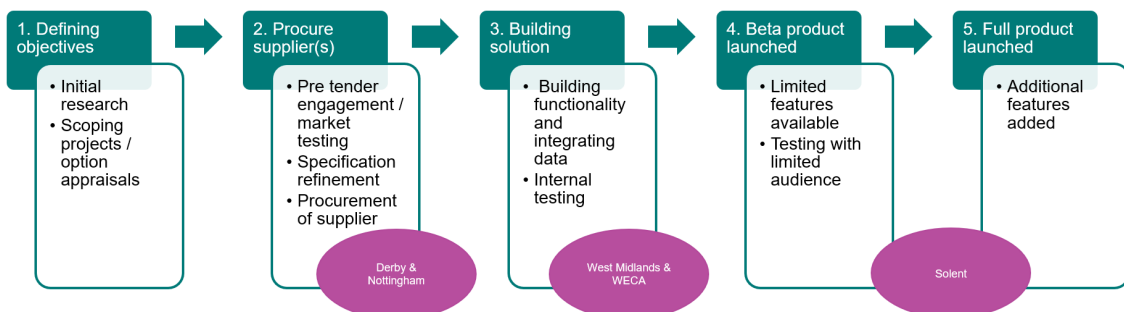 1. Defining
objectives
• Initial
research
• Scoping
projects /
option
appraisals
2. Procure
supplier(s)
• Pre tender
engagement /
market
testing
• Specification
refinement
• Procurement
of supplier
Derby &
Nottingham
3. Building
solution
• Building
functionality
and
integrating
data
• Internal
testing
West Midlands &
WECA
4. Beta product
launched
• Limited
features
available
• Testing with
limited
audience
Solent
5. Full product
launched
• Additional
features
added